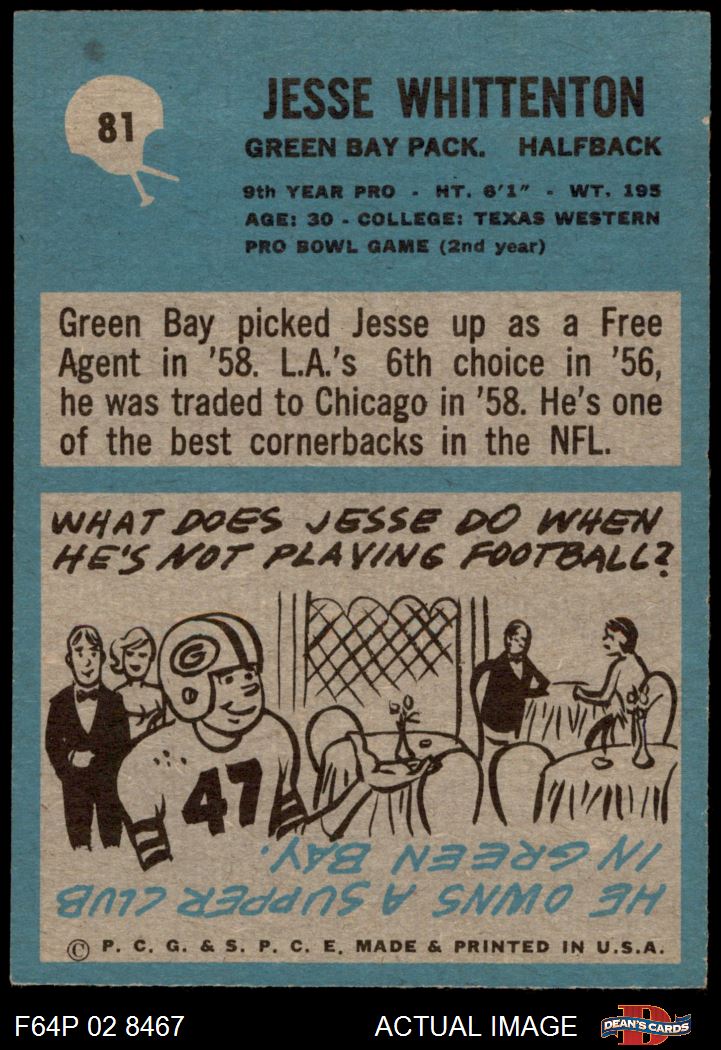 81
JESSE WHITTENTON
GREEN BAY PACK. HALFBACK
9th YEAR PRO - HT. 6'1" - WT. 195
AGE: 30 - COLLEGE: TEXAS WESTERN
PRO BOWL GAME (2nd year)
Green Bay picked Jesse up as a Free
Agent in '58. L.A.'s 6th choice in '56,
he was traded to Chicago in '58. He's one
of the best cornerbacks in the NFL.
WHAT DOES JESSE DO WHEN
HE'S NOT PLAYING FOOTBALL?
G
47
HE OWNS A SUPPER CLUB
IN GREEN BAY.
© P. C. G. & S. P. C. E. MADE & PRINTED IN U.S.A.
F64P 02 8467
ACTUAL IMAGE
D
DEAN'S CARDS